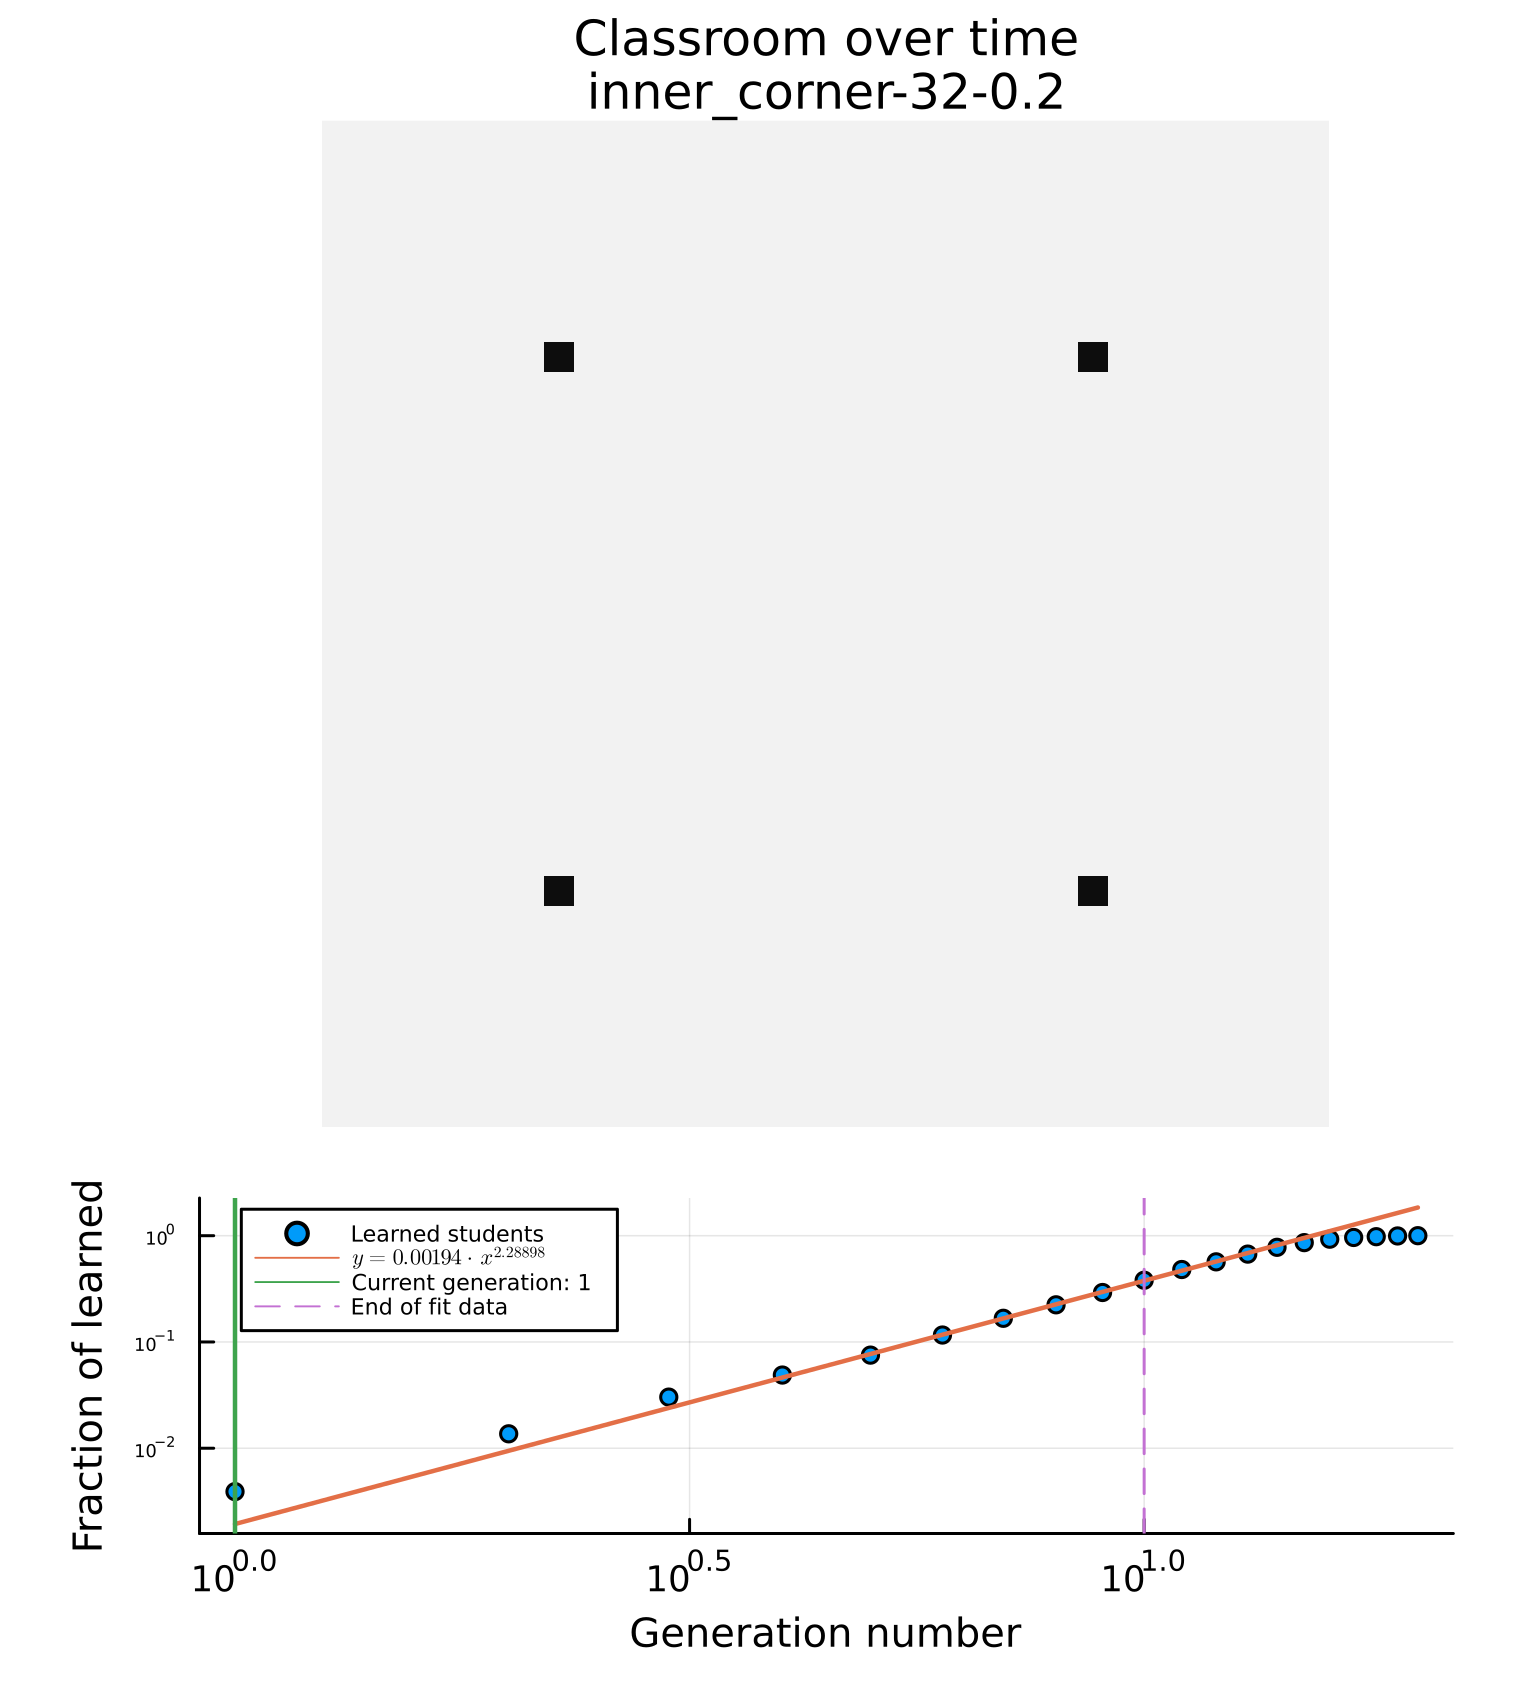 Classroom over time
inner_corner-32-0.2
Fraction of learned
10^0
10^−1
10^−2
Learned students
y = 0.00194 · x^2.28898
Current generation: 1
End of fit data
10^0.0 10^0.5 10^1.0
Generation number